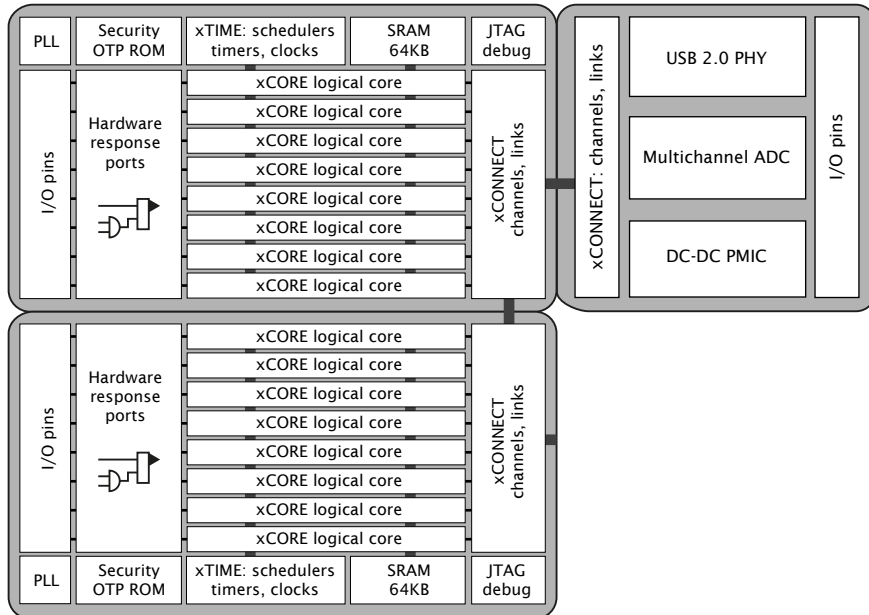 PLL
Security
OTP ROM
xTIME: schedulers
timers, clocks
SRAM
64KB
JTAG
debug
I/O pins
Hardware
response
ports
xCORE logical core
xCORE logical core
xCORE logical core
xCORE logical core
xCORE logical core
xCORE logical core
xCORE logical core
xCORE logical core
xCONNECT
channels, links
xCONNECT: channels, links
USB 2.0 PHY
Multichannel ADC
DC-DC PMIC
I/O pins
I/O pins
Hardware
response
ports
xCORE logical core
xCORE logical core
xCORE logical core
xCORE logical core
xCORE logical core
xCORE logical core
xCORE logical core
xCORE logical core
xCONNECT
channels, links
PLL
Security
OTP ROM
xTIME: schedulers
timers, clocks
SRAM
64KB
JTAG
debug